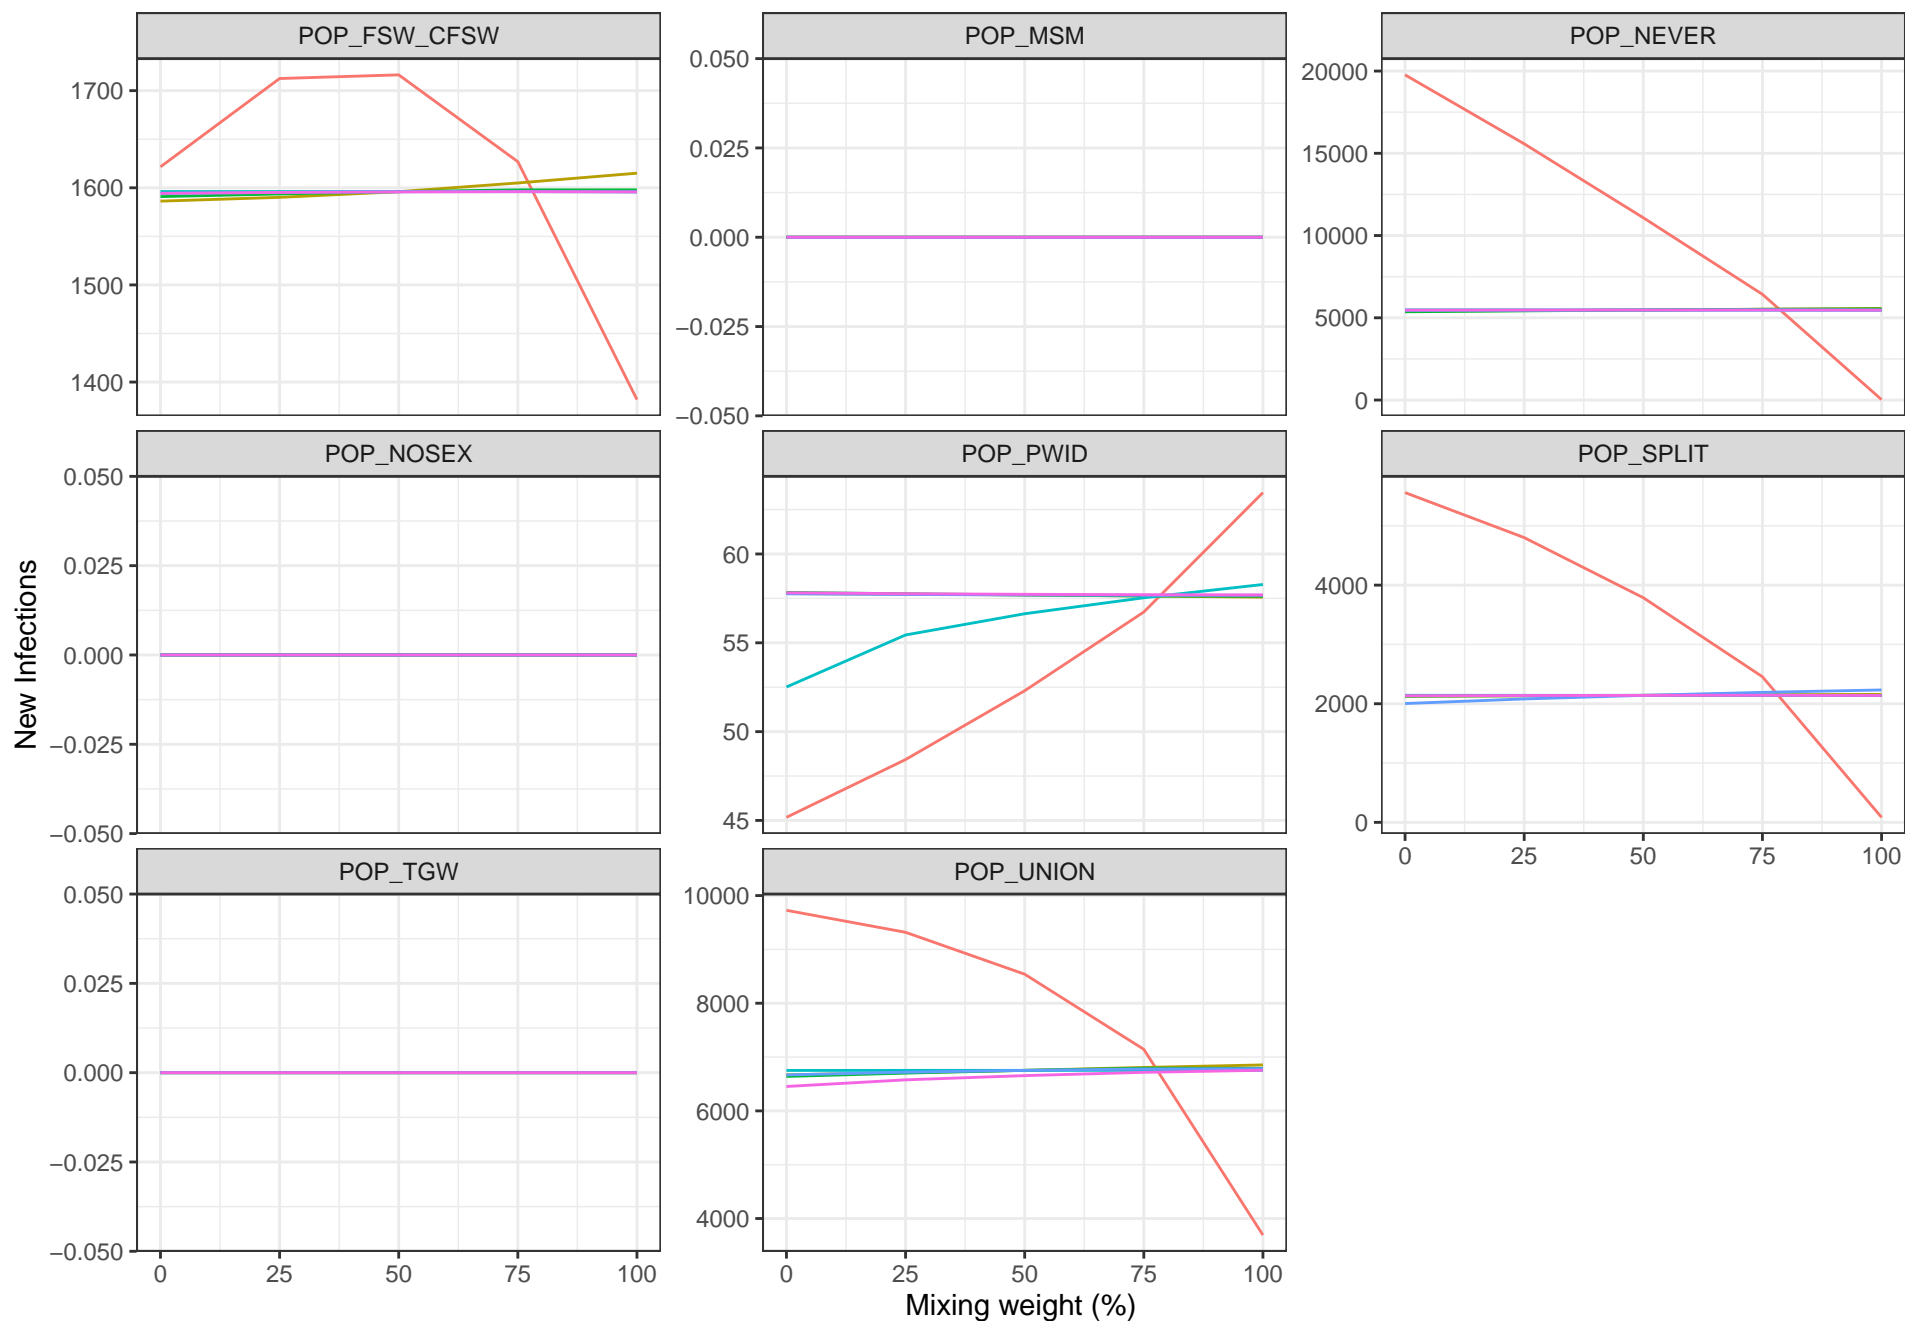 POP_FSW_CFSW
POP_MSM
POP_NEVER
1700
1600
1500
1400
0.050
0.025
0.000
−0.025
−0.050
20000
15000
10000
5000
0
POP_NOSEX
POP_PWID
POP_SPLIT
0.050
0.025
0.000
−0.025
−0.050
60
55
50
45
4000
2000
0
0 25 50 75 100
POP_TGW
POP_UNION
0.050
0.025
0.000
−0.025
−0.050
10000
8000
6000
4000
0 25 50 75 100
0 25 50 75 100
New Infections
Mixing weight (%)